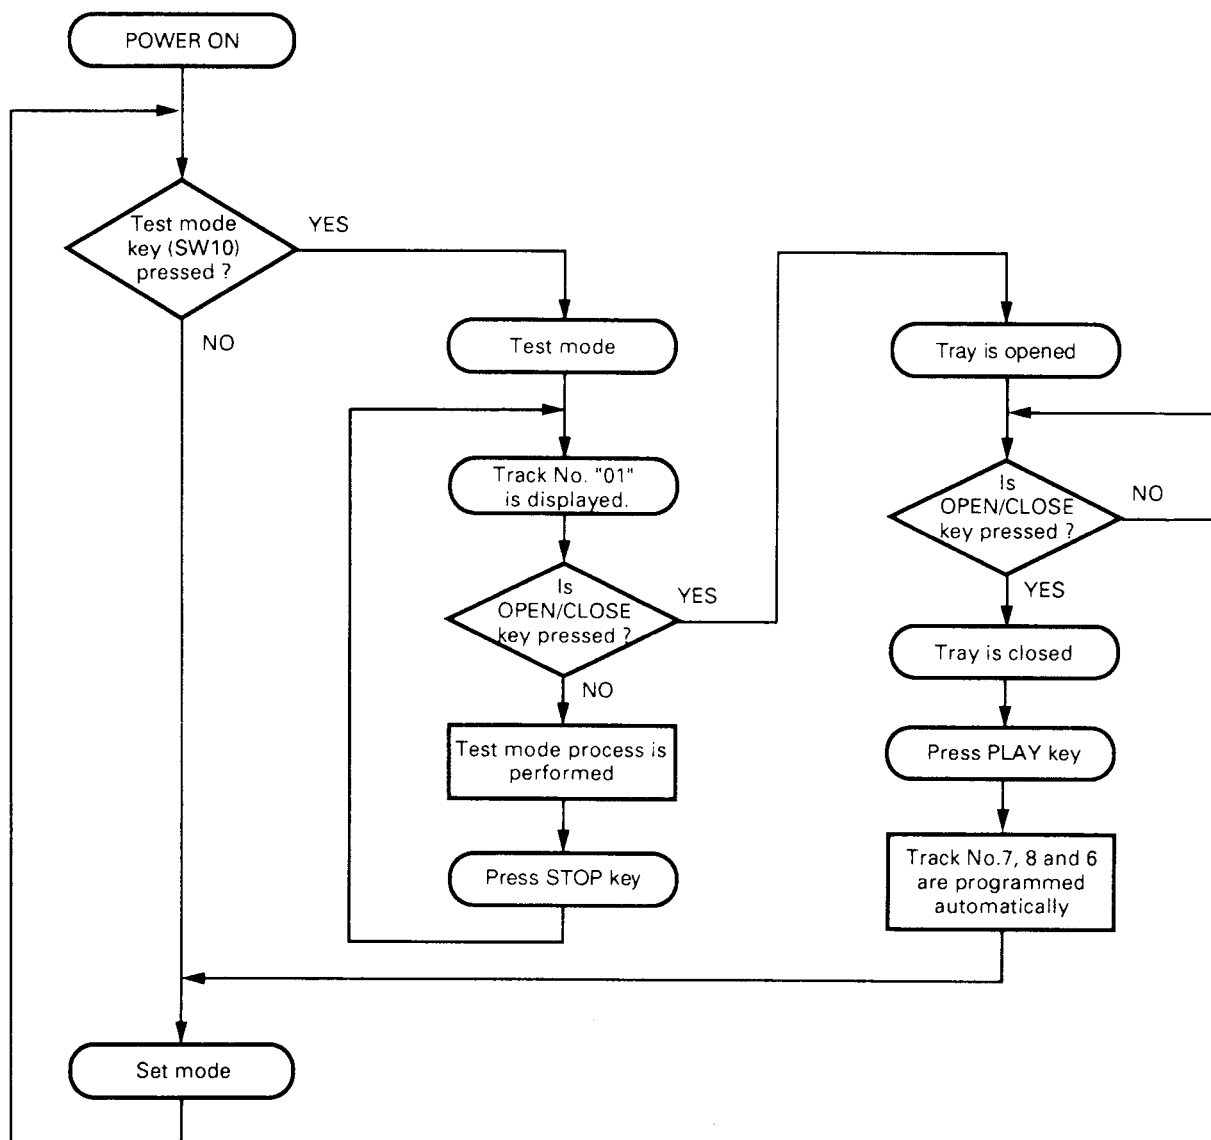 POWER ON
Test mode
key (SW10)
pressed ?
YES
NO
Test mode
Track No. "01"
is displayed.
Is
OPEN/CLOSE
key pressed ?
YES
NO
Test mode process is
performed
Press STOP key
Tray is opened
Is
OPEN/CLOSE
key pressed ?
NO
YES
Tray is closed
Press PLAY key
Track No.7, 8 and 6
are programmed
automatically
Set mode